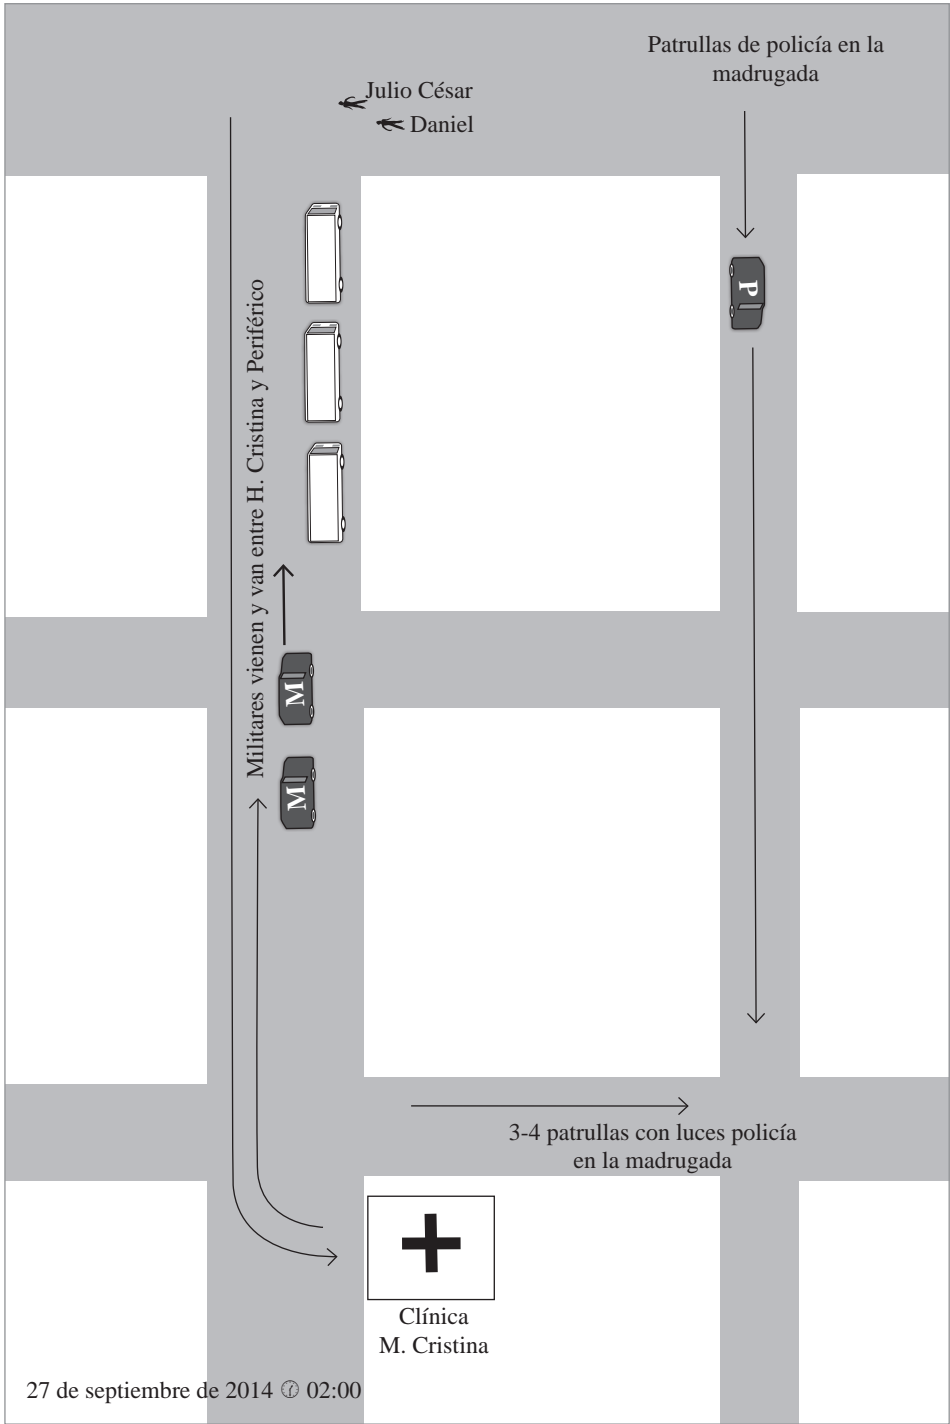 Patrullas de policía en la
madrugada
Julio César
Daniel
P
Militares vienen y van entre H. Cristina y Periférico
M
M
3-4 patrullas con luces policía
en la madrugada
Clínica
M. Cristina
27 de septiembre de 2014 🕜 02:00